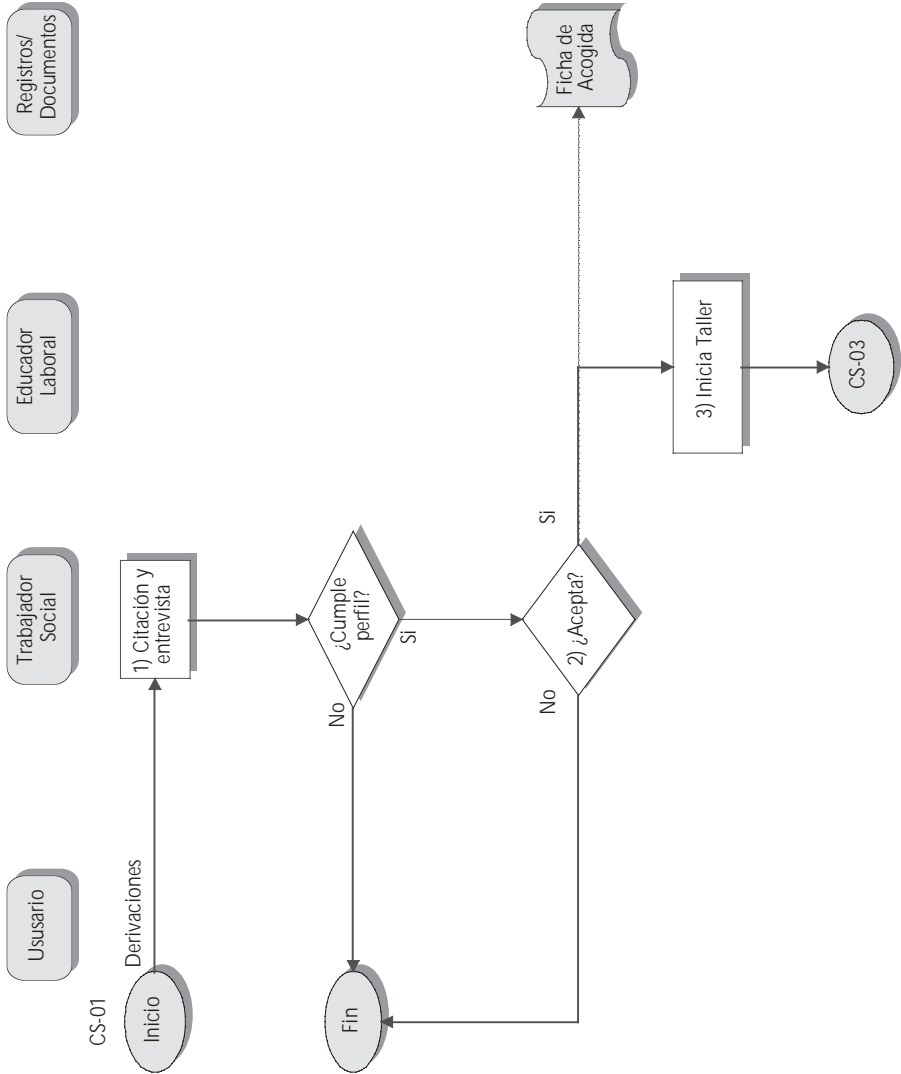 Ususario
Trabajador
Social
Educador
Laboral
Registros/
Documentos
CS-01
Inicio
Derivaciones
1) Citación y
entrevista
¿Cumple
perfil?
No
Si
Fin
2) ¿Acepta?
No
Si
Ficha de
Acogida
3) Inicia Taller
CS-03